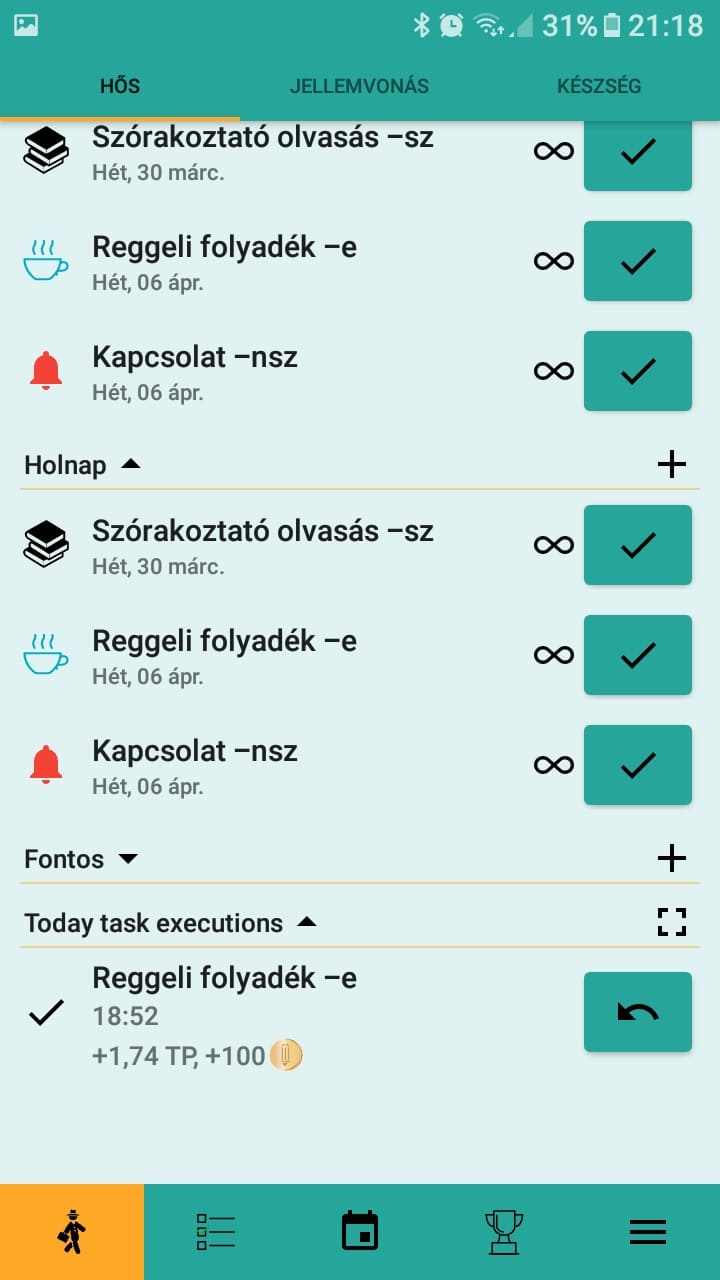 31% 21:18
HŐS JELLEMVONÁS KÉSZSÉG
Szórakoztató olvasás –sz
Hét, 30 márc.
Reggeli folyadék –e
Hét, 06 ápr.
Kapcsolat –nsz
Hét, 06 ápr.
Holnap
Szórakoztató olvasás –sz
Hét, 30 márc.
Reggeli folyadék –e
Hét, 06 ápr.
Kapcsolat –nsz
Hét, 06 ápr.
Fontos
Today task executions
Reggeli folyadék –e
18:52
+1,74 TP, +100